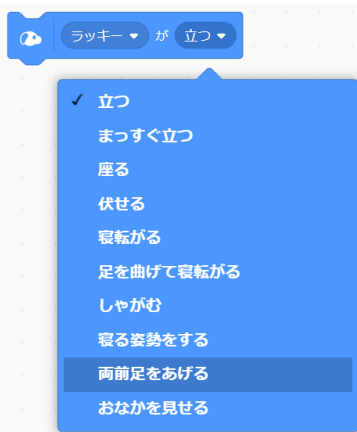 ラッキー が 立つ
立つ
まっすぐ立つ
座る
伏せる
寝転がる
足を曲げて寝転がる
しゃがむ
寝る姿勢をする
両前足をあげる
おなかを見せる